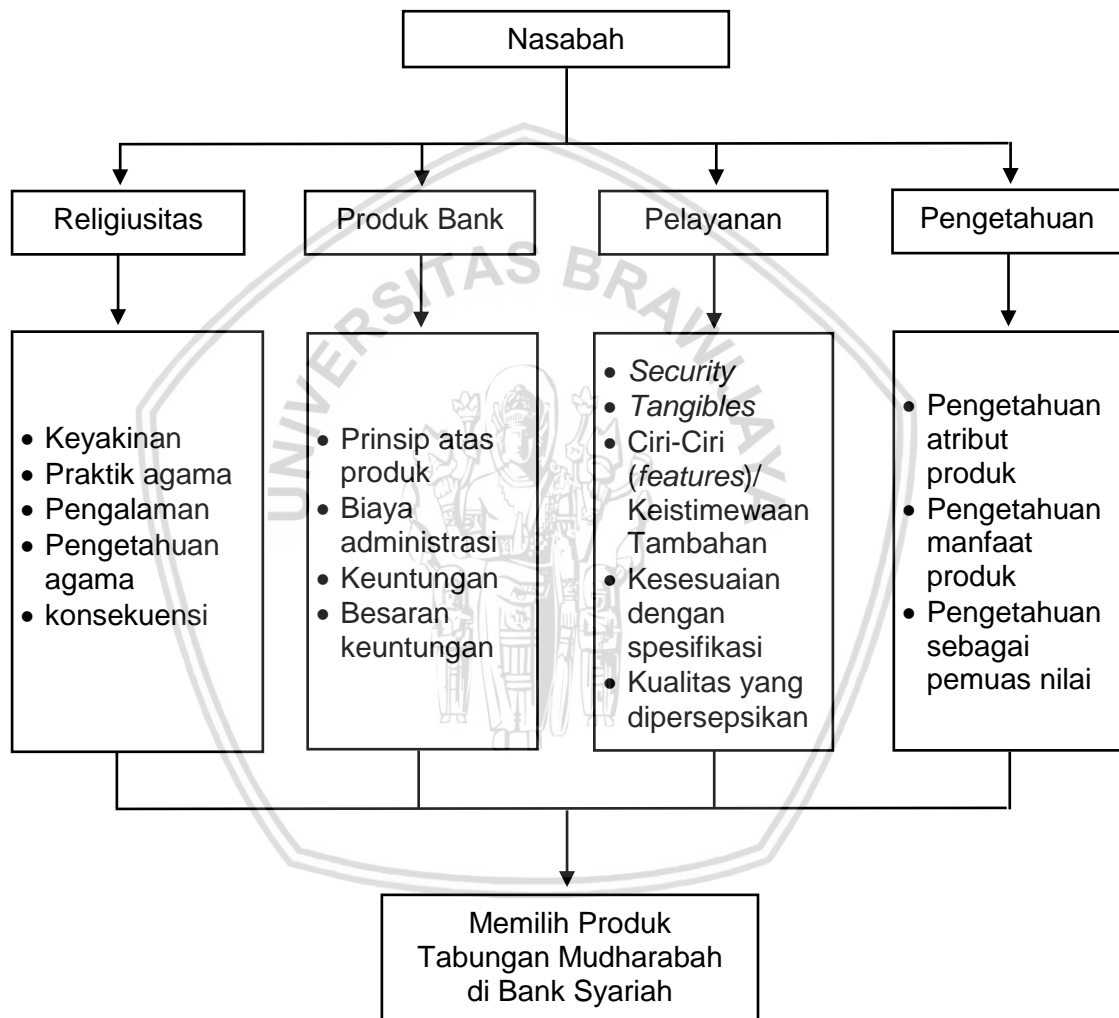 Nasabah
Religiusitas
Produk Bank
Pelayanan
Pengetahuan
• Keyakinan
• Praktik agama
• Pengalaman
• Pengetahuan
agama
• konsekuensi
• Prinsip atas
produk
• Biaya
administrasi
• Keuntungan
• Besaran
keuntungan
• Security
• Tangibles
• Ciri-Ciri
(features)/
Keistimewaan
Tambahan
• Kesesuaian
dengan
spesifikasi
• Kualitas yang
dipersepsikan
• Pengetahuan
atribut
produk
• Pengetahuan
manfaat
produk
• Pengetahuan
sebagai
pemuas nilai
Memilih Produk
Tabungan Mudharabah
di Bank Syariah
UNIVERSITAS BRAWIJAYA